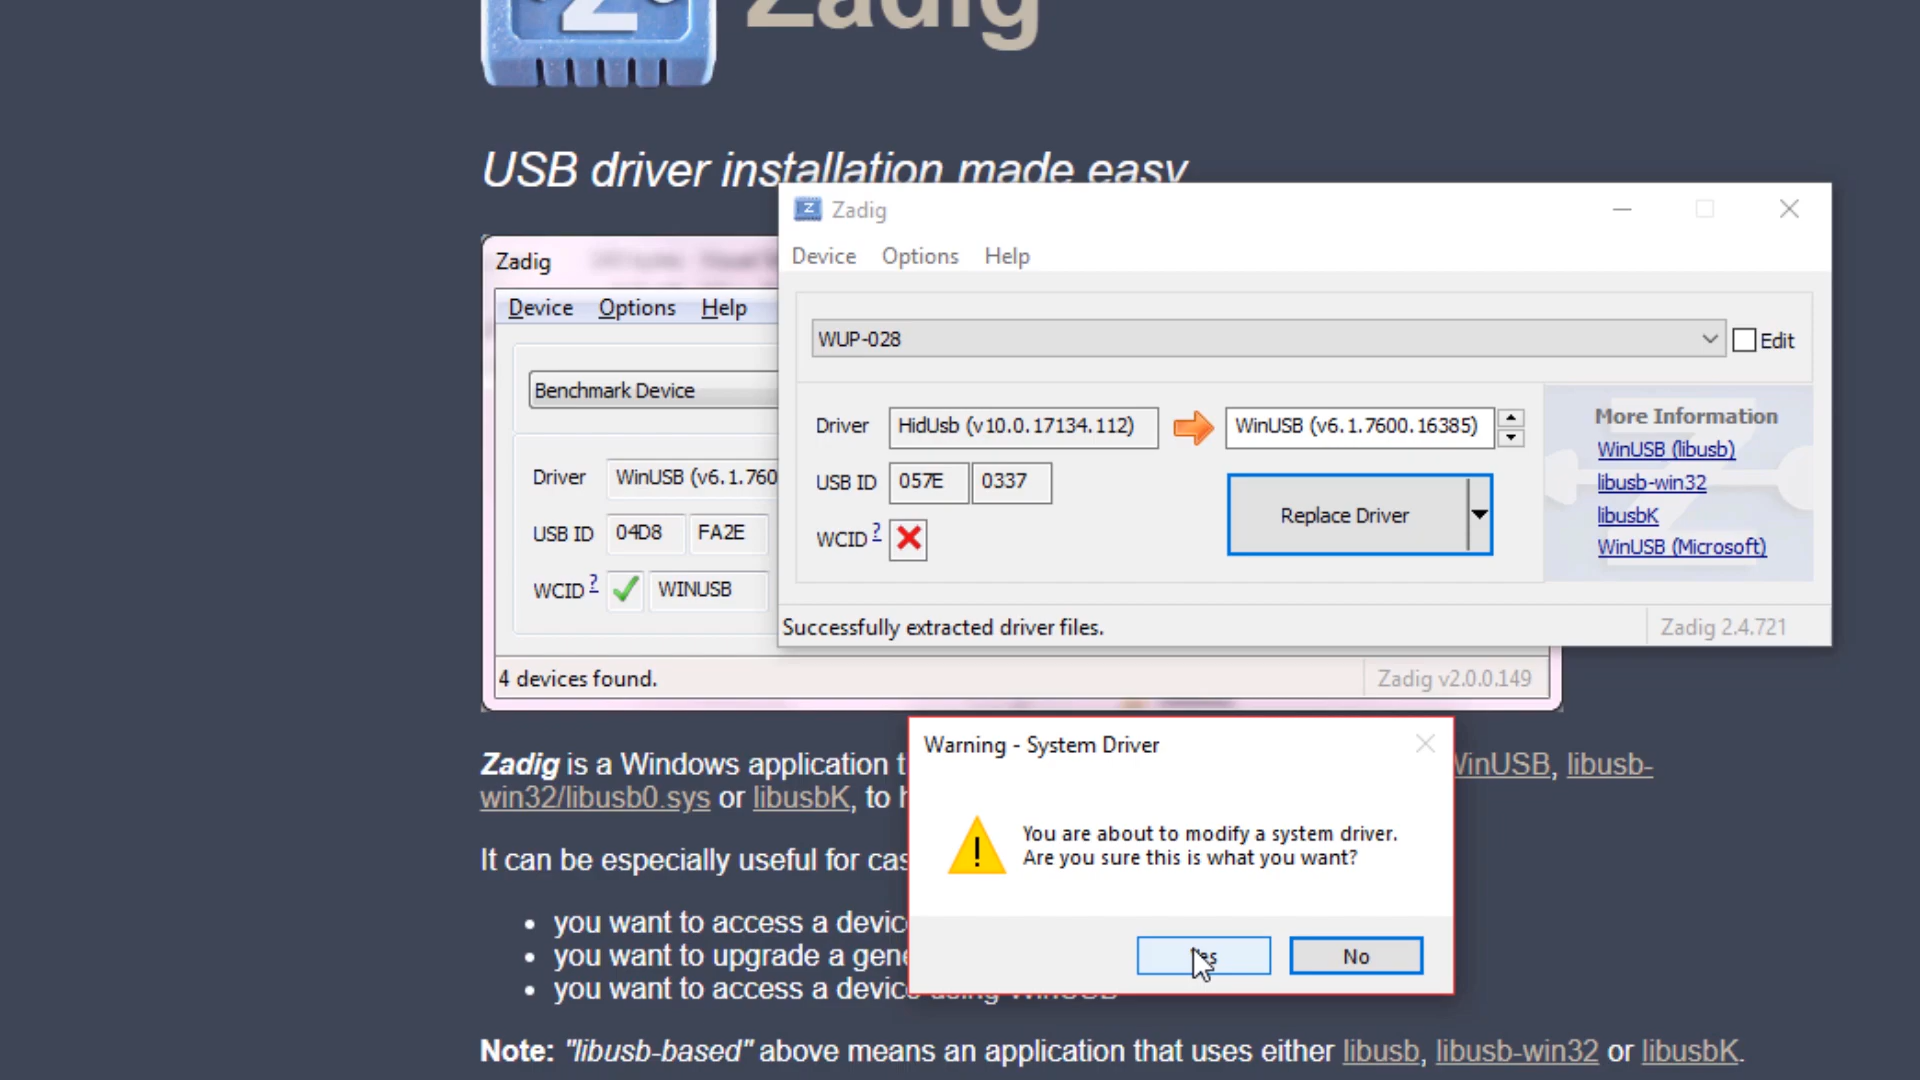 Zadig
USB driver installation made easy
Zadig
Device Options Help
Benchmark Device
Driver WinUSB (v6.1.760
USB ID 04D8 FA2E
WCID ? WINUSB
4 devices found.
Zadig v2.0.0.149
Zadig
Device Options Help
WUP-028
Edit
Driver HidUsb (v10.0.17134.112) WinUSB (v6.1.7600.16385)
USB ID 057E 0337
WCID ?
Replace Driver
More Information
WinUSB (libusb)
libusb-win32
libusbK
WinUSB (Microsoft)
Successfully extracted driver files.
Zadig 2.4.721
Warning - System Driver
You are about to modify a system driver.
Are you sure this is what you want?
No
Zadig is a Windows application WinUSB, libusb-
win32/libusb0.sys or libusbK, to
It can be especially useful for
you want to access a
you want to upgrade a
you want to access a device using WinUSB
Note: "libusb-based" above means an application that uses either libusb, libusb-win32 or libusbK.